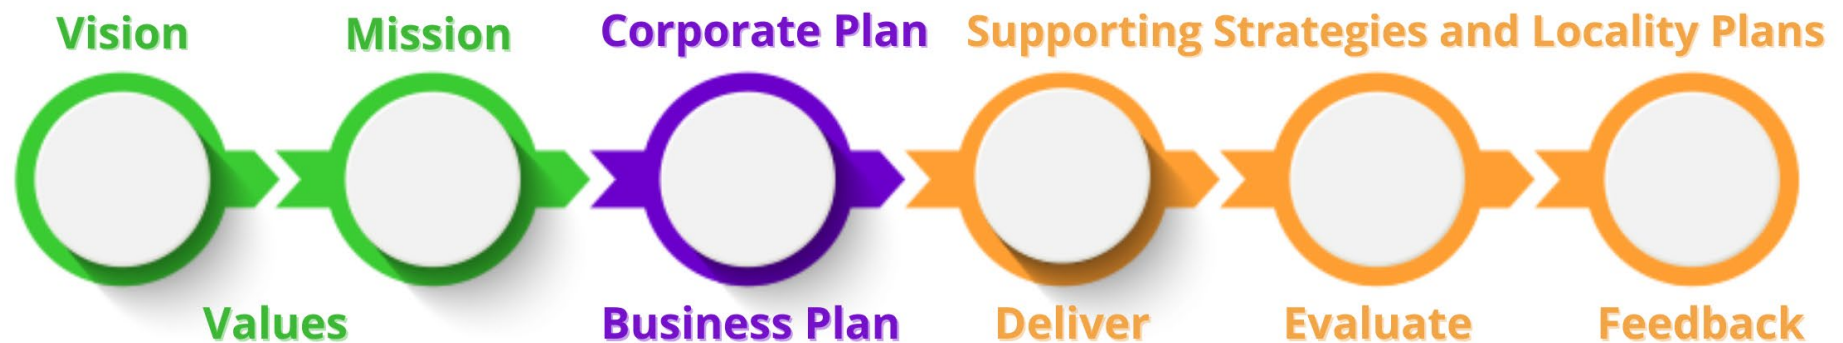 Vision
Mission
Corporate Plan
Supporting Strategies and Locality Plans
Values
Business Plan
Deliver
Evaluate
Feedback